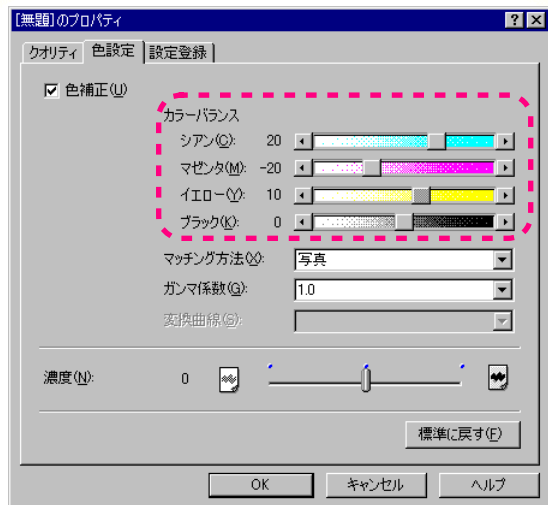 [無題]のプロパティ
クオリティ 色設定 設定登録
色補正(U)
カラーバランス
シアン(C): 20
マゼンタ(M): -20
イエロー(Y): 10
ブラック(K): 0
マッチング方法(X): 写真
ガンマ係数(G): 1.0
変換曲線(S):
濃度(N): 0
標準に戻す(F)
OK キャンセル ヘルプ